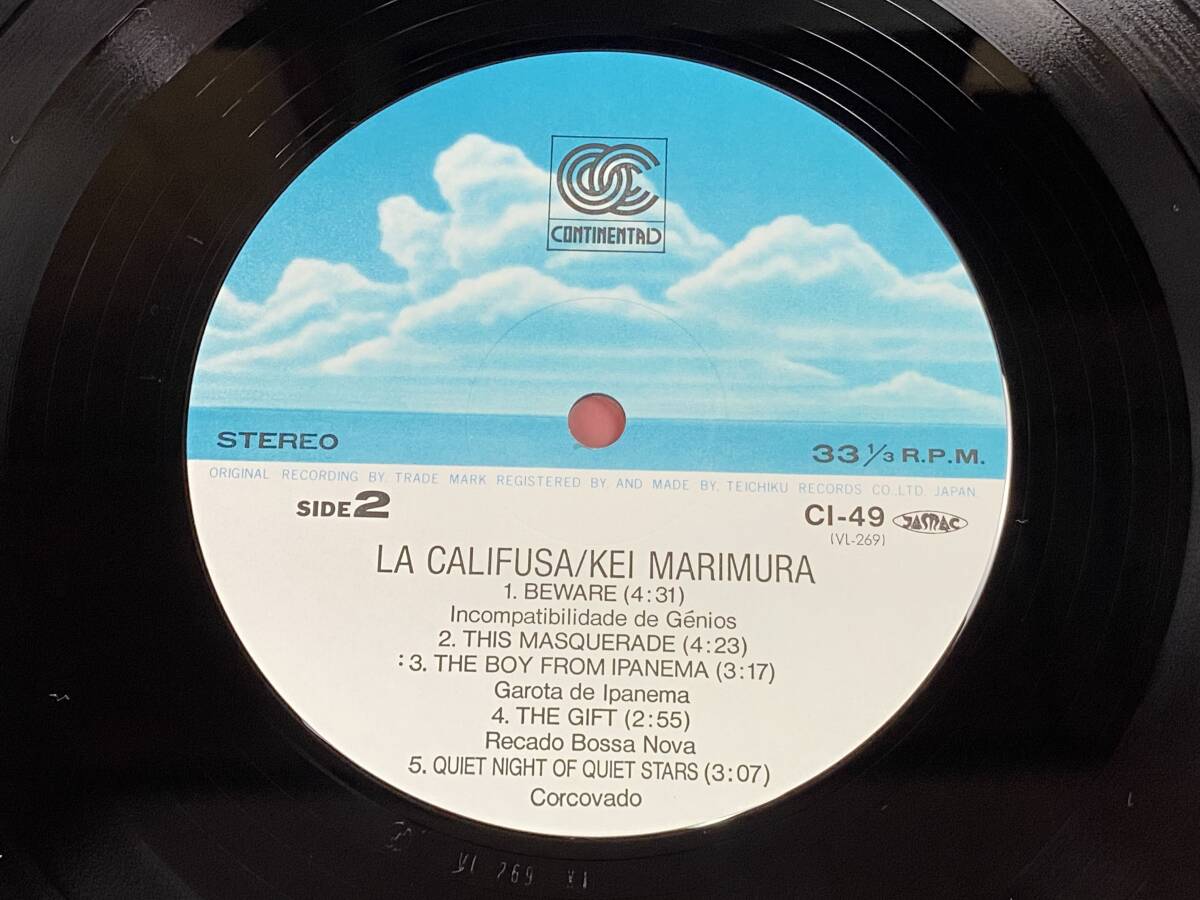 CONTINENTAL
STEREO
33 1/3 R.P.M.
ORIGINAL RECORDING BY. TRADE MARK REGISTERED BY AND MADE BY, TEICHIKU RECORDS CO.,LTD. JAPAN
SIDE 2
CI-49 JASRAC
(VL-269)
LA CALIFUSA/KEI MARIMURA
1. BEWARE (4:31)
Incompatibilidade de Génios
2. THIS MASQUERADE (4:23)
:3. THE BOY FROM IPANEMA (3:17)
Garota de Ipanema
4. THE GIFT (2:55)
Recado Bossa Nova
5. QUIET NIGHT OF QUIET STARS (3:07)
Corcovado